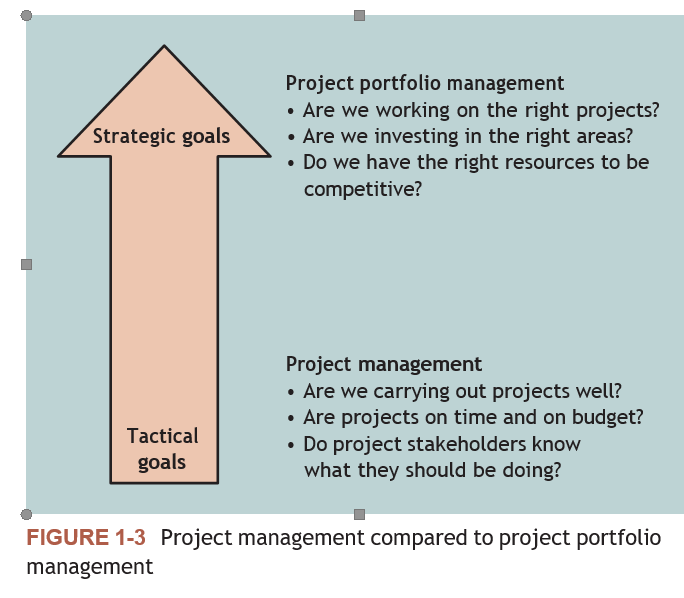 Strategic goals
Project portfolio management
• Are we working on the right projects?
• Are we investing in the right areas?
• Do we have the right resources to be
competitive?
Tactical
goals
Project management
• Are we carrying out projects well?
• Are projects on time and on budget?
• Do project stakeholders know
what they should be doing?
FIGURE 1-3 Project management compared to project portfolio
management